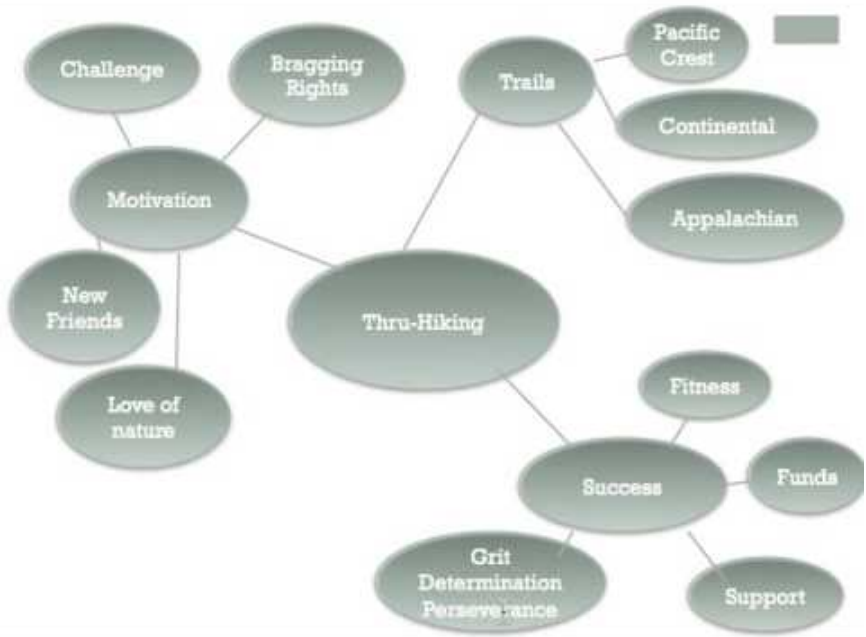 Challenge
Bragging
Rights
Motivation
New
Friends
Love of
nature
Trails
Pacific
Crest
Continental
Appalachian
Thru-Hiking
Success
Fitness
Funds
Support
Grit
Determination
Perseverance